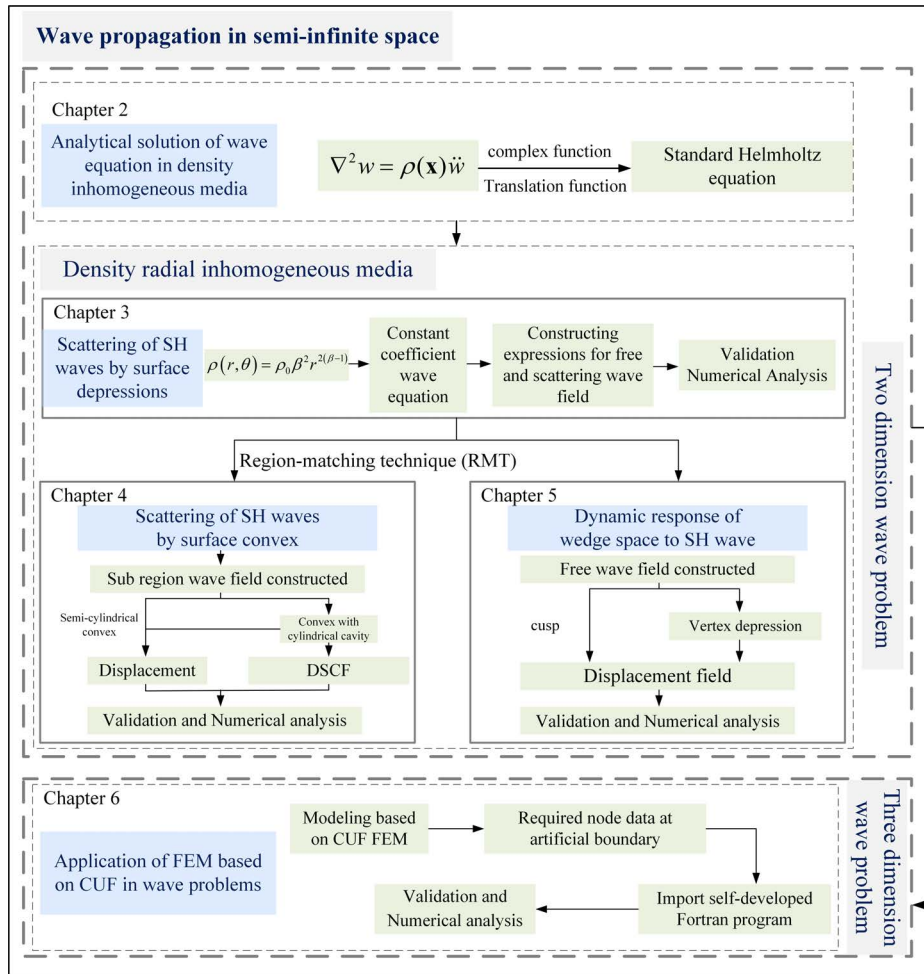 Wave propagation in semi-infinite space
Chapter 2
Analytical solution of wave
equation in density
inhomogeneous media
∇²w = ρ(𝐱)ẅ
complex function
Translation function
Standard Helmholtz
equation
Density radial inhomogeneous media
Chapter 3
Scattering of SH
waves by surface
depressions
ρ(r,θ) = ρ₀β²r²⁽ᵝ⁻¹⁾
Constant
coefficient
wave
equation
Constructing
expressions for free
and scattering wave
field
Validation
Numerical Analysis
Region-matching technique (RMT)
Chapter 4
Scattering of SH waves
by surface convex
Sub region wave field constructed
Semi-cylindrical
convex
Convex with
cylindrical cavity
Displacement
DSCF
Validation and Numerical analysis
Chapter 5
Dynamic response of
wedge space to SH wave
Free wave field constructed
cusp
Vertex depression
Displacement field
Validation and Numerical analysis
Two dimension wave problem
Chapter 6
Application of FEM based
on CUF in wave problems
Modeling based
on CUF FEM
Required node data at
artificial boundary
Validation and
Numerical analysis
Import self-developed
Fortran program
Three dimension
wave problem